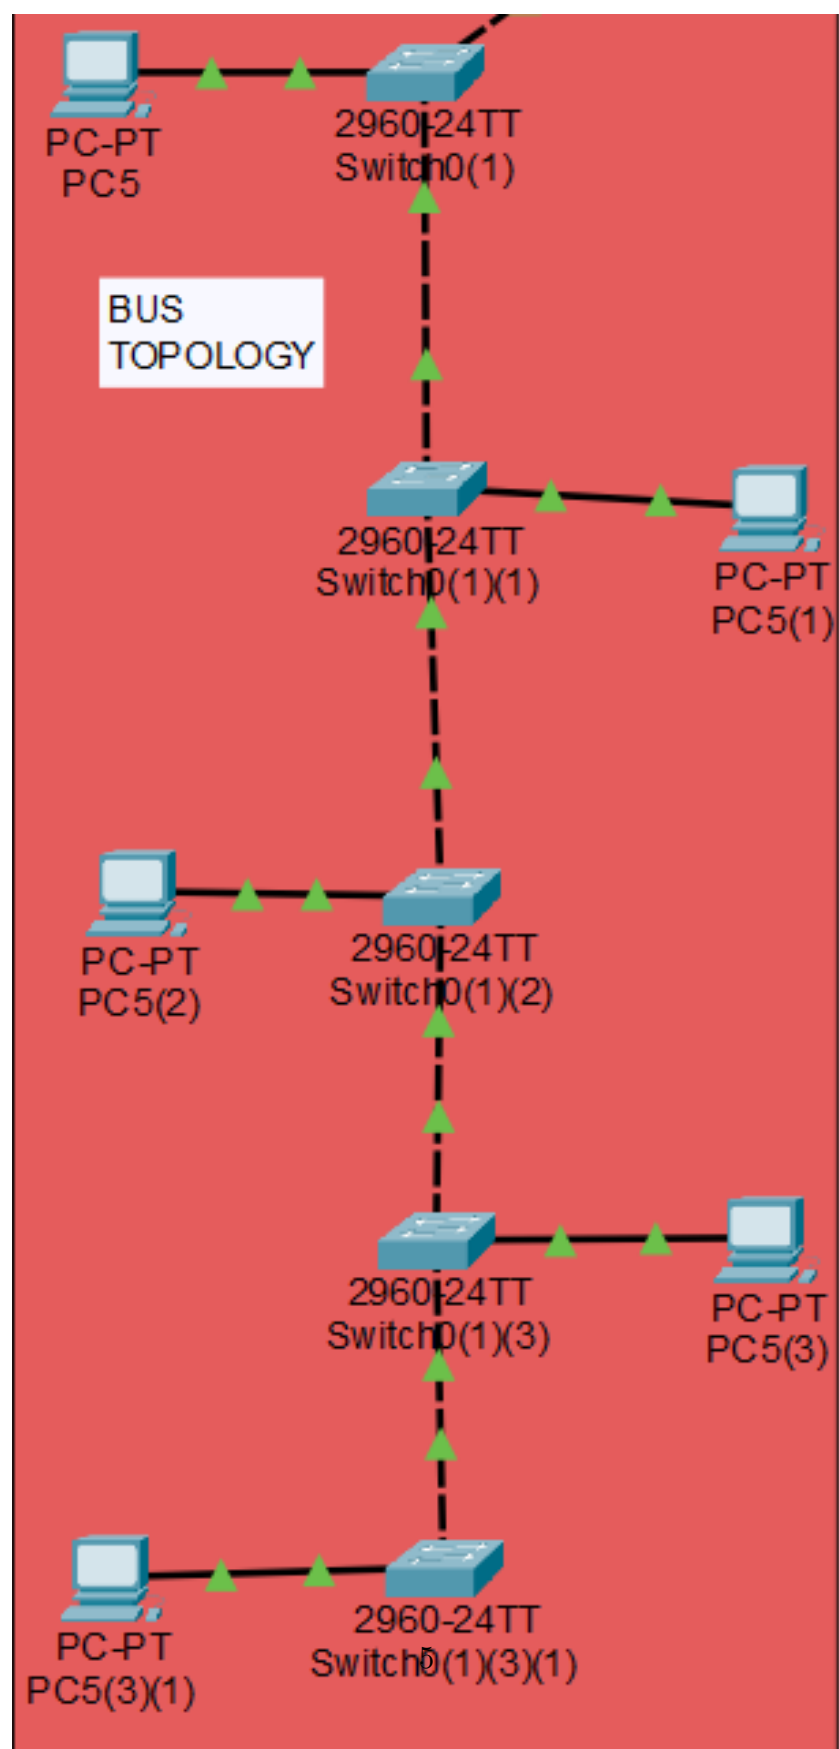 PC-PT
PC5
2960-24TT
Switch0(1)
BUS
TOPOLOGY
2960-24TT
Switch0(1)(1)
PC-PT
PC5(1)
PC-PT
PC5(2)
2960-24TT
Switch0(1)(2)
2960-24TT
Switch0(1)(3)
PC-PT
PC5(3)
PC-PT
PC5(3)(1)
2960-24TT
Switch0(1)(3)(1)
5